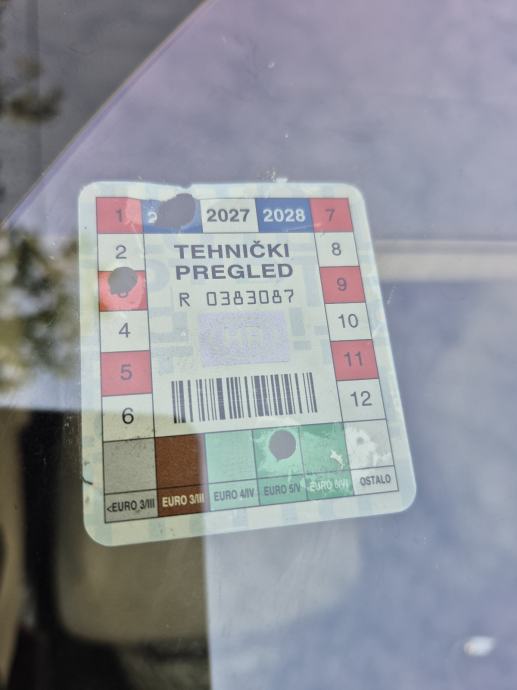 1 2 2027 2028 7
2 TEHNIČKI 8
PREGLED
9
R 0383087
4 10
5 11
6 12
<EURO 3/III EURO 3/III EURO 4/IV EURO 5/V EURO 6/VI OSTALO